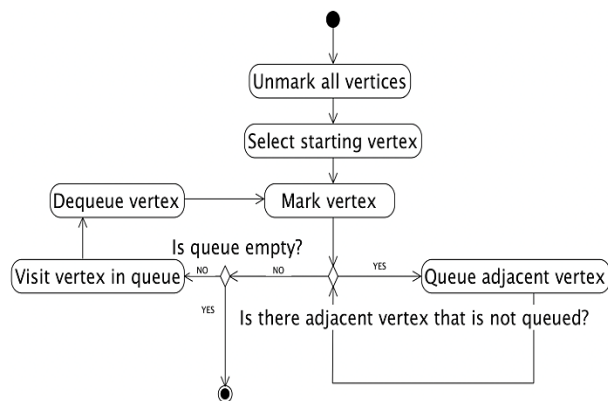 Unmark all vertices
Select starting vertex
Dequeue vertex
Mark vertex
Is queue empty?
Visit vertex in queue
NO
NO
YES
Queue adjacent vertex
YES
Is there adjacent vertex that is not queued?